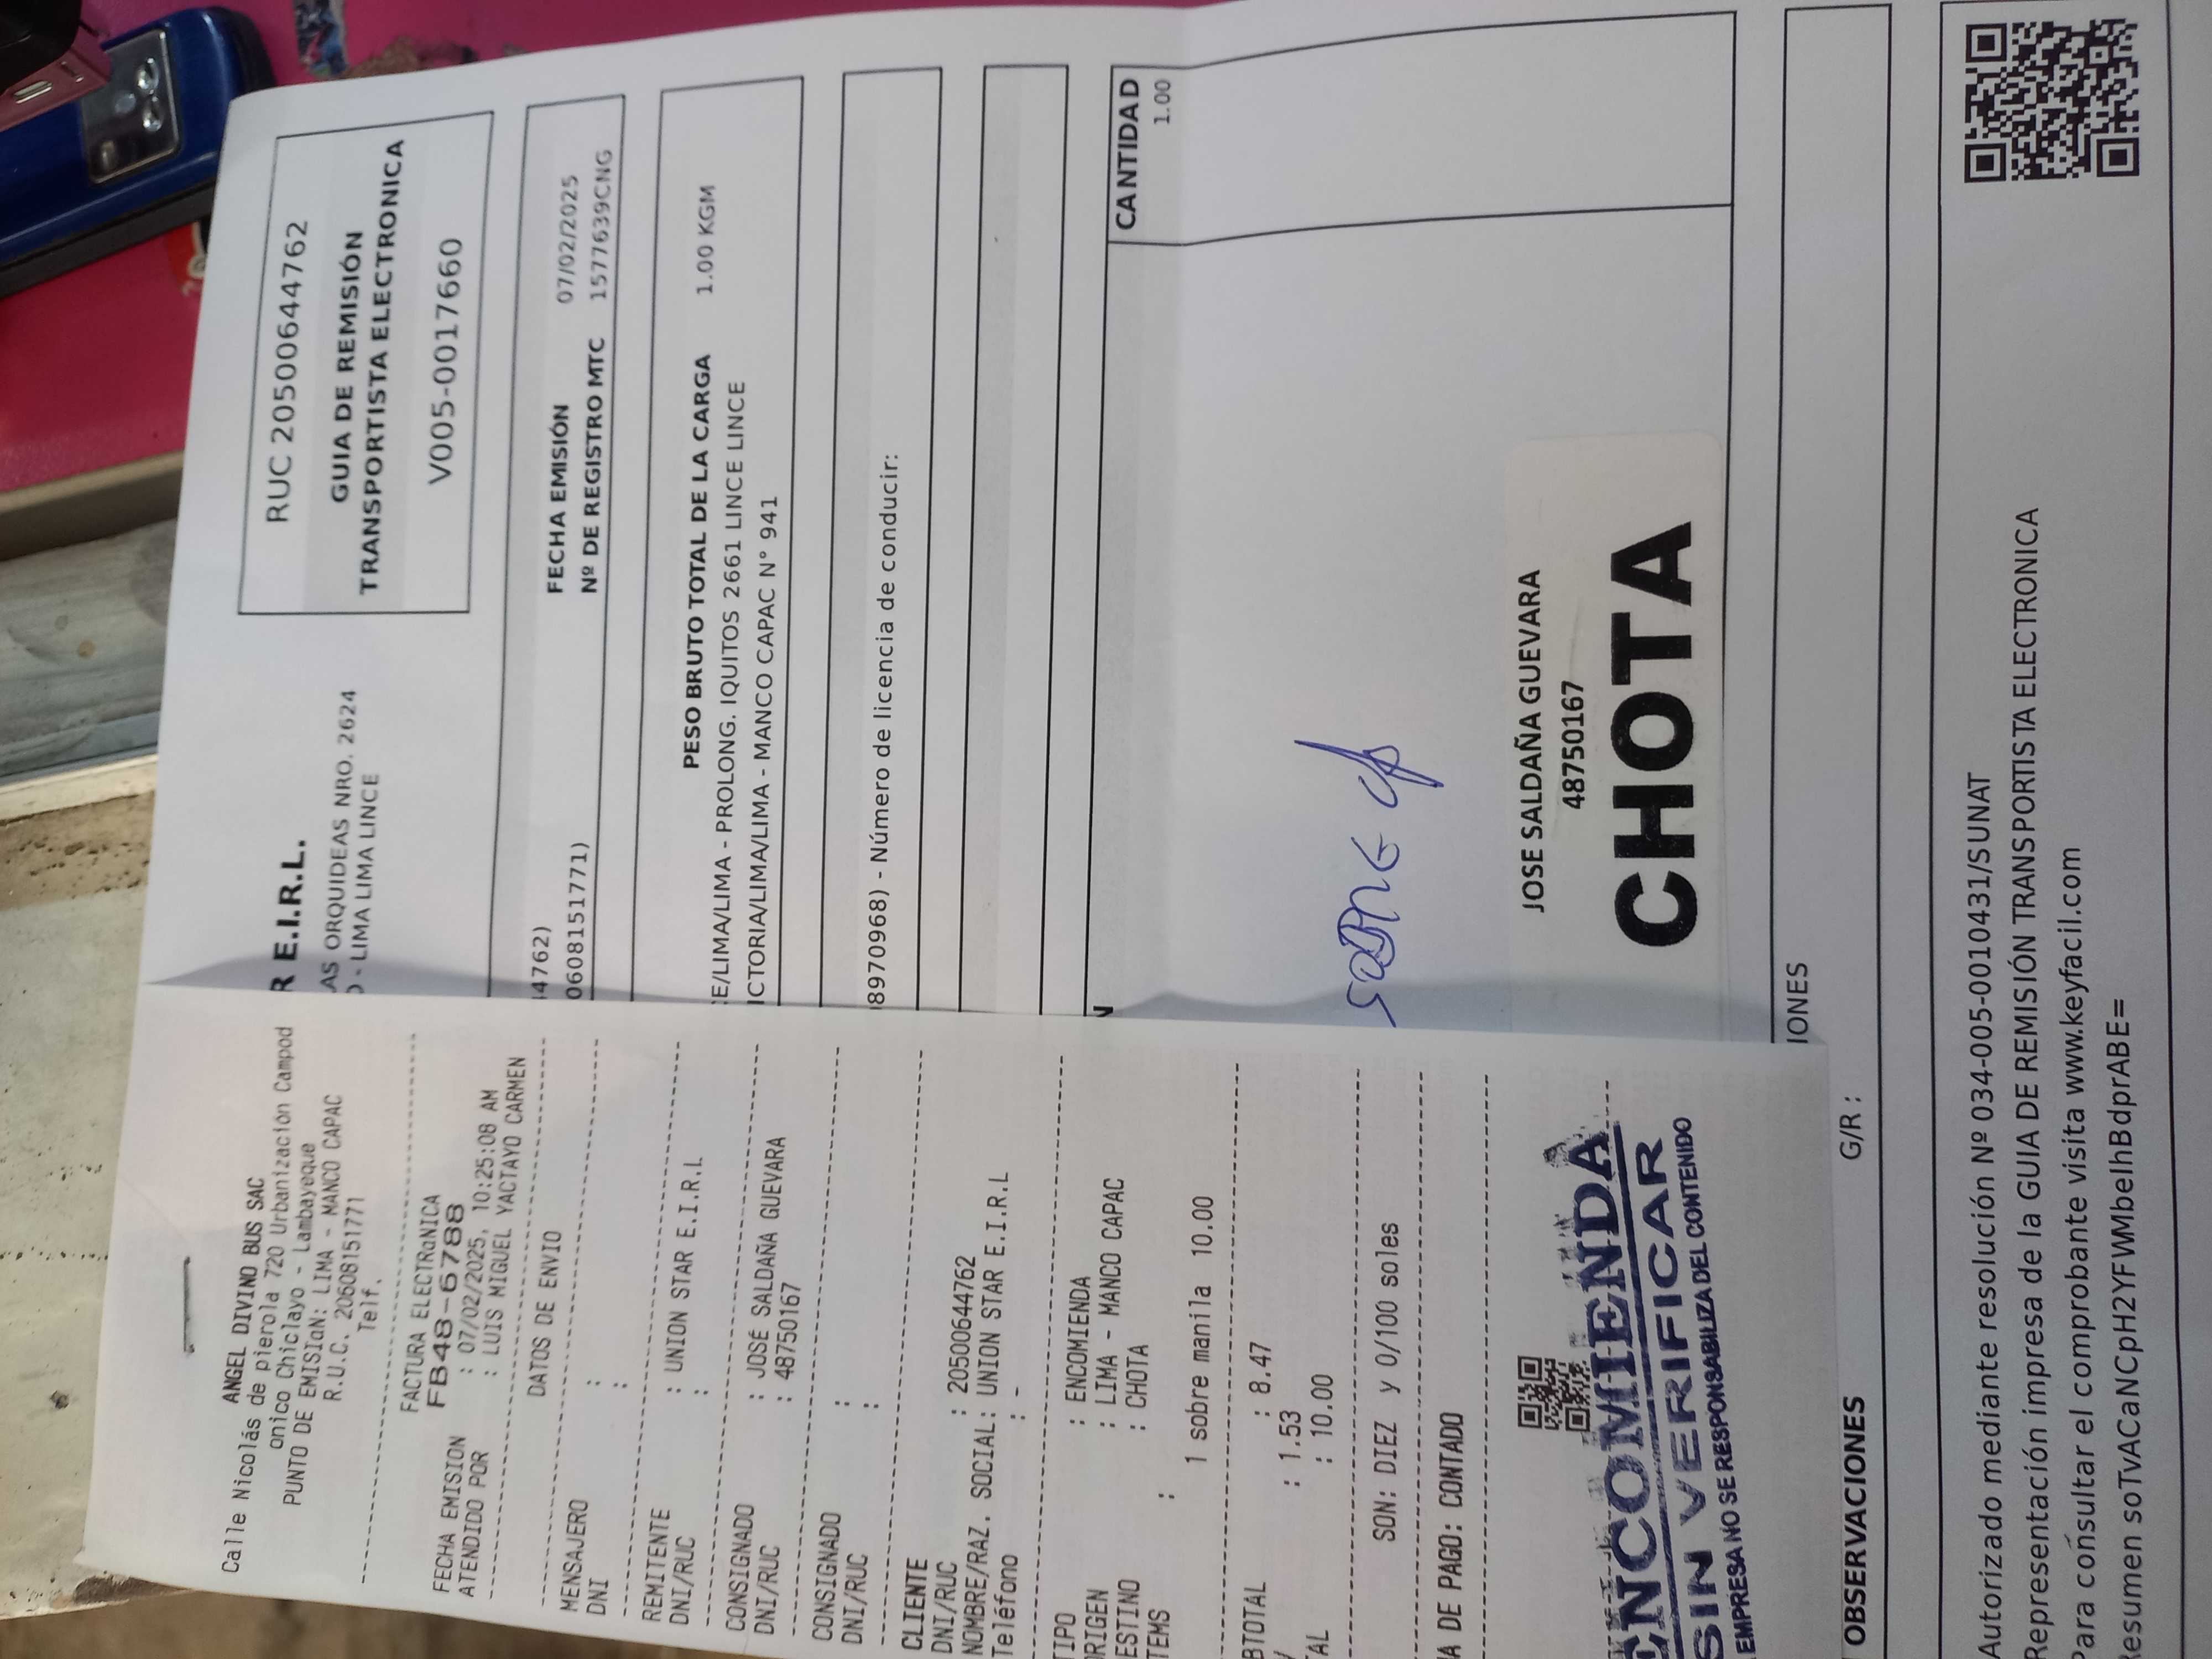 ANGEL DIVINO BUS SAC
Calle Nicolás de pierola 720 Urbanización Campod
onico Chiclayo - Lambayeque
PUNTO DE EMISIαN: LIMA - MANCO CAPAC
R.U.C. 20608151771
Telf.
FACTURA ELECTRαNICA
FB48-6788
FECHA EMISION : 07/02/2025, 10:25:08 AM
ATENDIDO POR : LUIS MIGUEL YACTAYO CARMEN
DATOS DE ENVIO
MENSAJERO :
DNI :
REMITENTE : UNION STAR E.I.R.L
DNI/RUC :
CONSIGNADO : JOSÉ SALDAÑA GUEVARA
DNI/RUC : 48750167
CONSIGNADO :
DNI/RUC :
CLIENTE
DNI/RUC : 20500644762
NOMBRE/RAZ. SOCIAL: UNION STAR E.I.R.L
Teléfono : -
TIPO : ENCOMIENDA
ORIGEN : LIMA - MANCO CAPAC
ESTINO : CHOTA
TEMS :
1 sobre manila 10.00
BTOTAL : 8.47
: 1.53
TAL : 10.00
SON: DIEZ y 0/100 soles
A DE PAGO: CONTADO
ENCOMIENDA
SIN VERIFICAR
EMPRESA NO SE RESPONSABILIZA DEL CONTENIDO
R E.I.R.L.
AS ORQUIDEAS NRO. 2624
O - LIMA LIMA LINCE
RUC 20500644762
GUIA DE REMISIÓN
TRANSPORTISTA ELECTRONICA
V005-0017660
44762)
0608151771)
FECHA EMISIÓN 07/02/2025
Nº DE REGISTRO MTC 1577639CNG
PESO BRUTO TOTAL DE LA CARGA 1.00 KGM
E/LIMA/LIMA - PROLONG. IQUITOS 2661 LINCE LINCE
ICTORIA/LIMA/LIMA - MANCO CAPAC N° 941
8970968) - Número de licencia de conducir:
N CANTIDAD
1.00
JOSE SALDAÑA GUEVARA
48750167
CHOTA
IONES
G/R :
OBSERVACIONES
Autorizado mediante resolución Nº 034-005-0010431/SUNAT
Representación impresa de la GUIA DE REMISIÓN TRANSPORTISTA ELECTRONICA
Para consultar el comprobante visita www.keyfacil.com
Resumen soTvACaNCpH2YFWMbelhBdprABE=